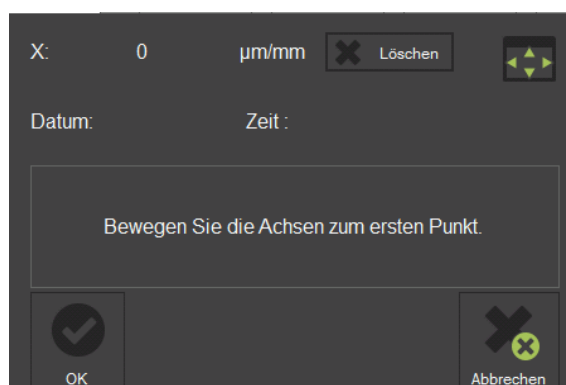 X: 0 µm/mm Löschen
Datum: Zeit :
Bewegen Sie die Achsen zum ersten Punkt.
OK Abbrechen